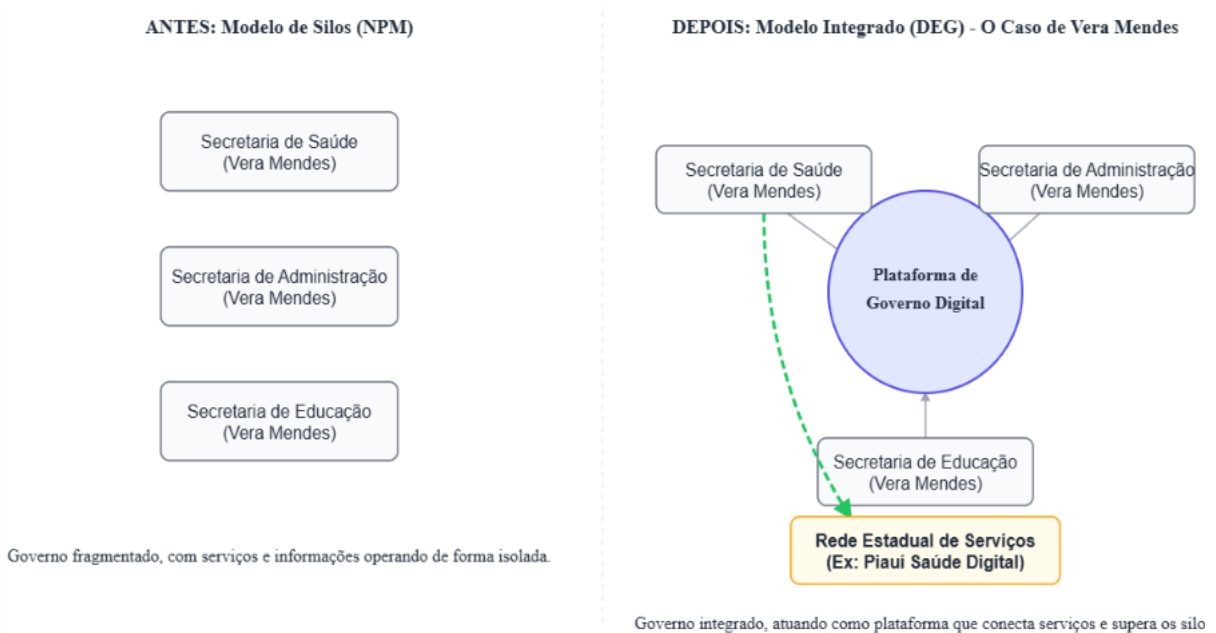 ANTES: Modelo de Silos (NPM)
Secretaria de Saúde
(Vera Mendes)
Secretaria de Administração
(Vera Mendes)
Secretaria de Educação
(Vera Mendes)
Governo fragmentado, com serviços e informações operando de forma isolada.
DEPOIS: Modelo Integrado (DEG) - O Caso de Vera Mendes
Secretaria de Saúde
(Vera Mendes)
Secretaria de Administração
(Vera Mendes)
Plataforma de
Governo Digital
Secretaria de Educação
(Vera Mendes)
Rede Estadual de Serviços
(Ex: Piauí Saúde Digital)
Governo integrado, atuando como plataforma que conecta serviços e supera os silo